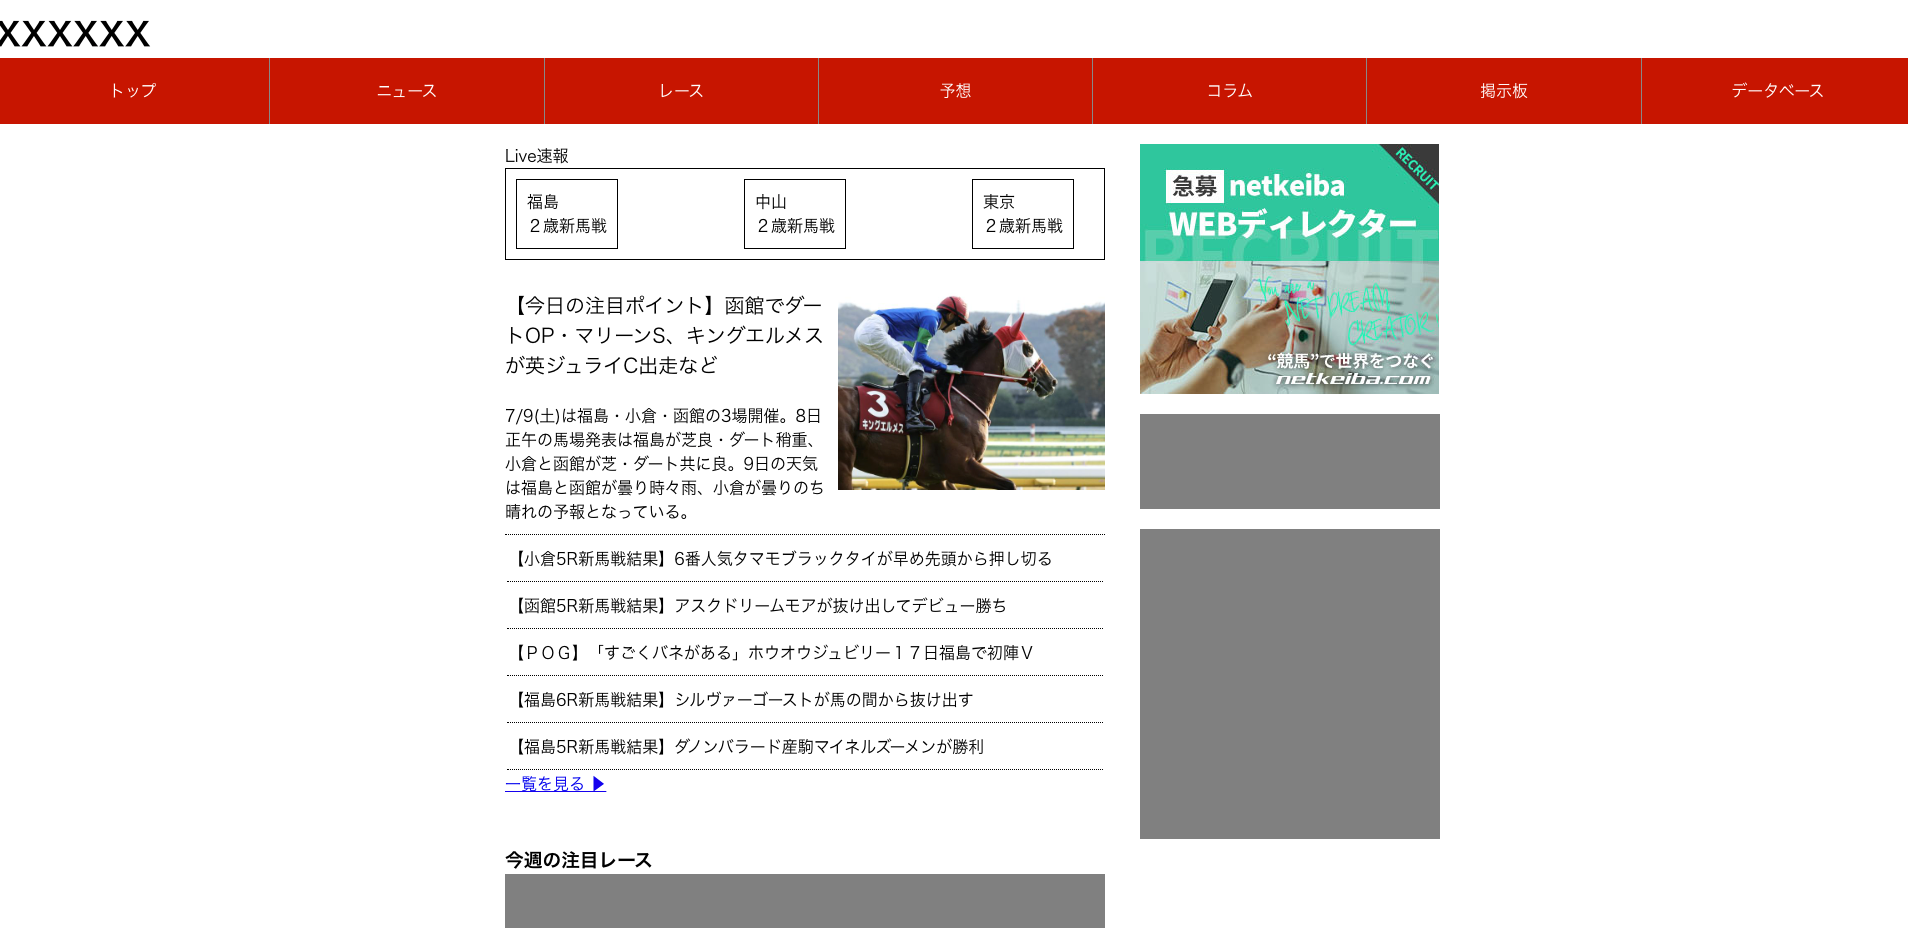 XXXXXX
トップ
ニュース
レース
予想
コラム
掲示板
データベース
Live速報
福島
２歳新馬戦
中山
２歳新馬戦
東京
２歳新馬戦
【今日の注目ポイント】函館でダー
トOP・マリーンS、キングエルメス
が英ジュライC出走など
3
キングエルメス
7/9(土)は福島・小倉・函館の3場開催。8日
正午の馬場発表は福島が芝良・ダート稍重、
小倉と函館が芝・ダート共に良。9日の天気
は福島と函館が曇り時々雨、小倉が曇りのち
晴れの予報となっている。
【小倉5R新馬戦結果】6番人気タマモブラックタイが早め先頭から押し切る
【函館5R新馬戦結果】アスクドリームモアが抜け出してデビュー勝ち
【ＰＯＧ】「すごくバネがある」ホウオウジュビリー１７日福島で初陣Ｖ
【福島6R新馬戦結果】シルヴァーゴーストが馬の間から抜け出す
【福島5R新馬戦結果】ダノンバラード産駒マイネルズーメンが勝利
一覧を見る ▶
今週の注目レース
RECRUIT
急募 netkeiba
WEBディレクター
RECRUIT
NET DREAM
CREATOR
“競馬”で世界をつなぐ
netkeiba.com